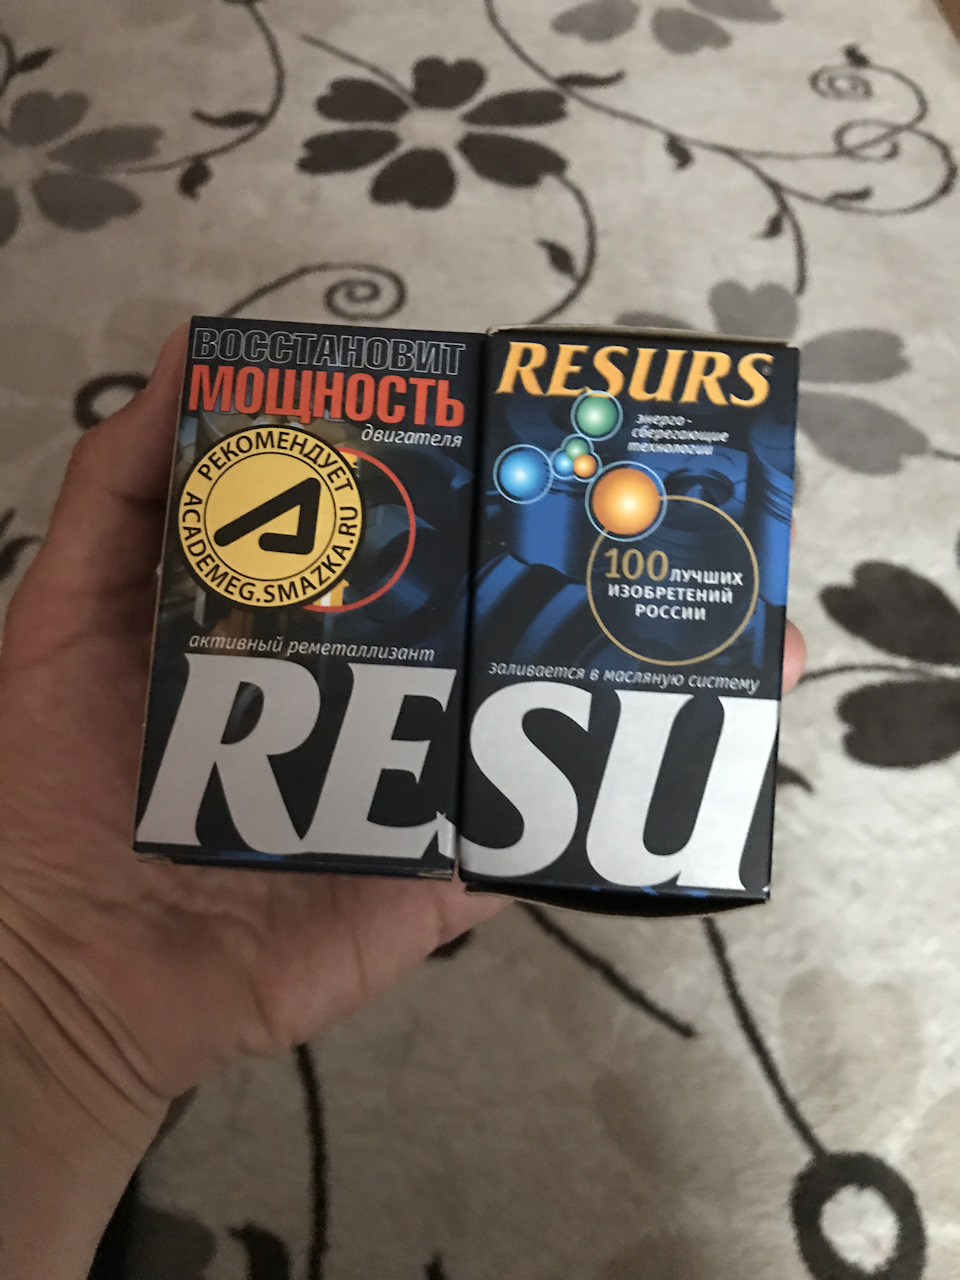 ВОССТАНОВИТ
МОЩНОСТЬ
двигателя
РЕКОМЕНДУЕТ
ACADEMEG.SMAZKA.RU
активный реметаллизант
RE
RESURS
энерго-
сберегающие
технологии
100 ЛУЧШИХ
ИЗОБРЕТЕНИЙ
РОССИИ
заливается в масляную систему
SU